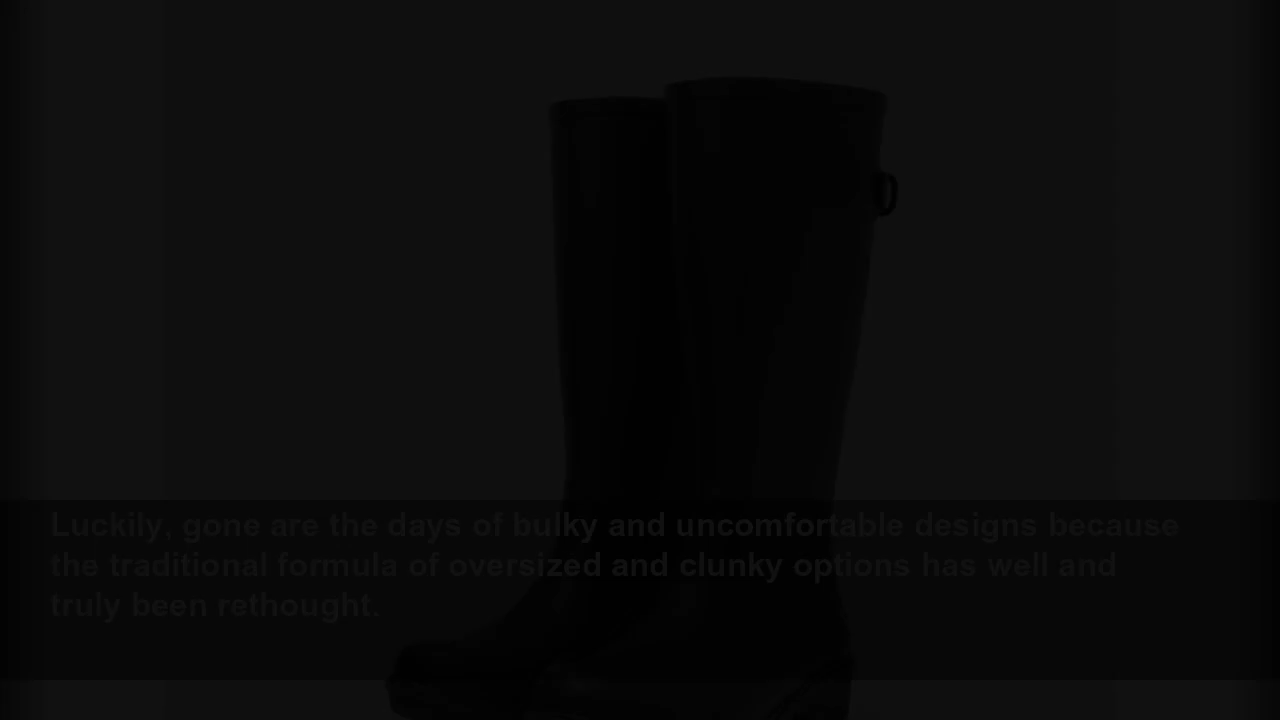 Luckily, gone are the days of bulky and uncomfortable designs because
the traditional formula of oversized and clunky options has well and
truly been rethought.